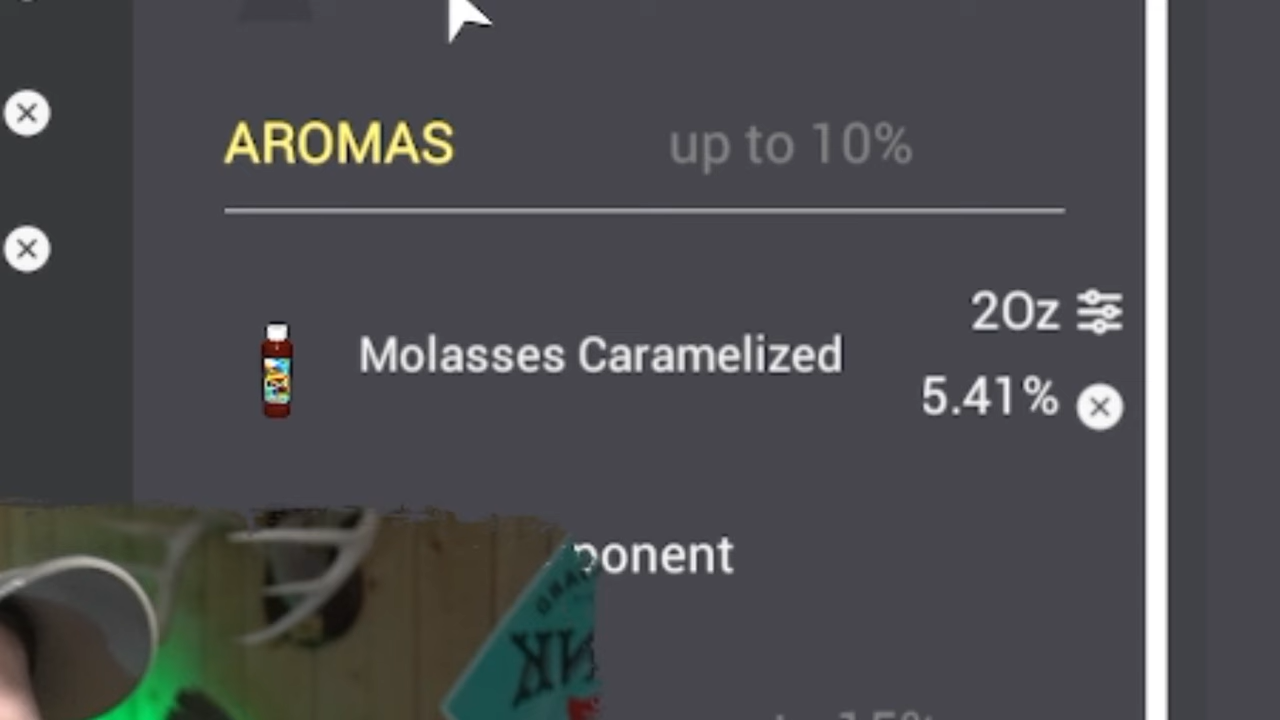 AROMAS
up to 10%
2Oz
Molasses Caramelized
5.41%
ponent